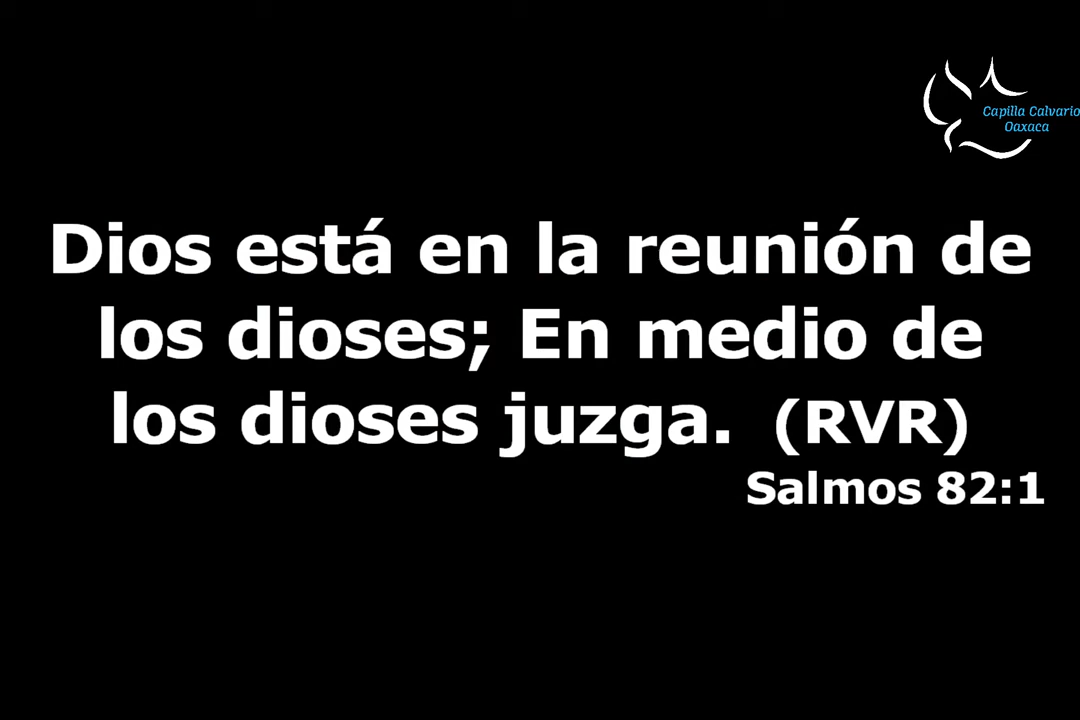 Capilla Calvario
Oaxaca
Dios está en la reunión de
los dioses; En medio de
los dioses juzga. (RVR)
Salmos 82:1